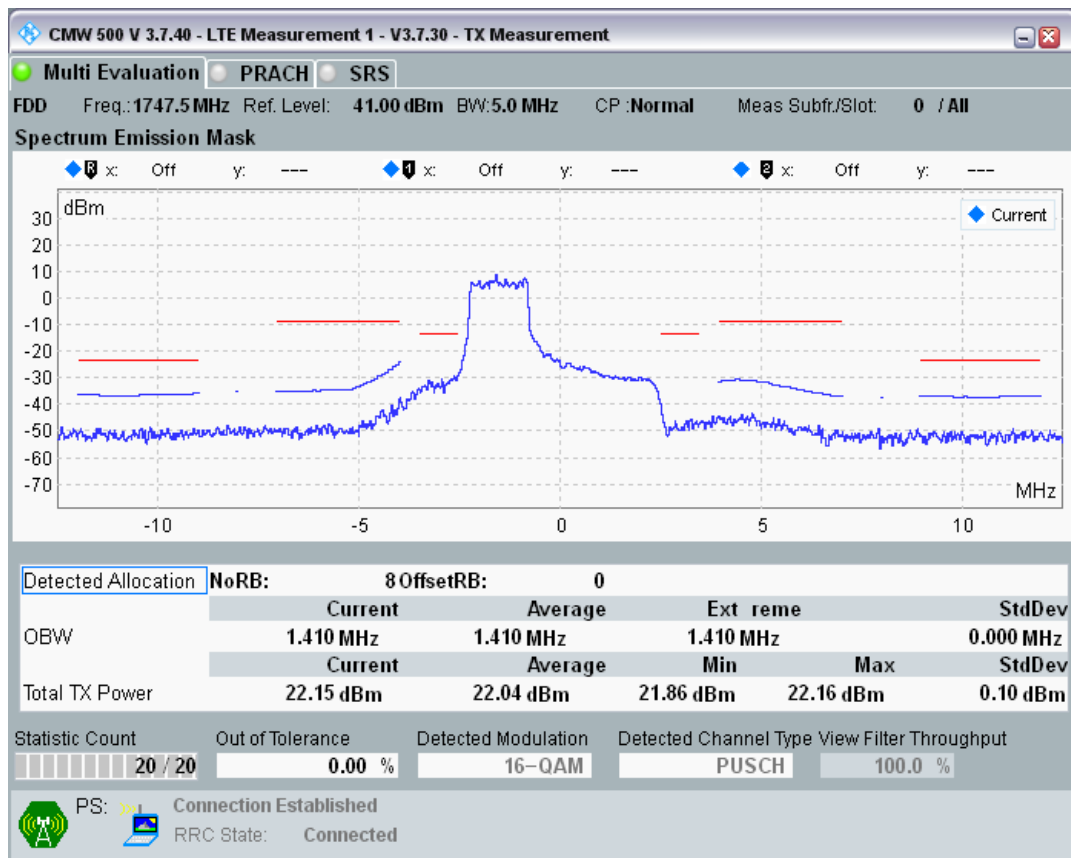 CMW 500 V 3.7.40 - LTE Measurement 1 - V3.7.30 - TX Measurement
Multi Evaluation PRACH SRS
FDD Freq.:1747.5 MHz Ref. Level: 41.00 dBm BW:5.0 MHz CP :Normal Meas Subfr./Slot: 0 / All
Spectrum Emission Mask
R x: Off y: --- 1 x: Off y: --- 2 x: Off y: ---
dBm
Current
30
20
10
0
-10
-20
-30
-40
-50
-60
-70
MHz
-10 -5 0 5 10
Detected Allocation NoRB: 8 OffsetRB: 0
Current Average Ext reme StdDev
OBW 1.410 MHz 1.410 MHz 1.410 MHz 0.000 MHz
Current Average Min Max StdDev
Total TX Power 22.15 dBm 22.04 dBm 21.86 dBm 22.16 dBm 0.10 dBm
Statistic Count Out of Tolerance Detected Modulation Detected Channel Type View Filter Throughput
20 / 20 0.00 % 16-QAM PUSCH 100.0 %
PS: Connection Established
RRC State: Connected